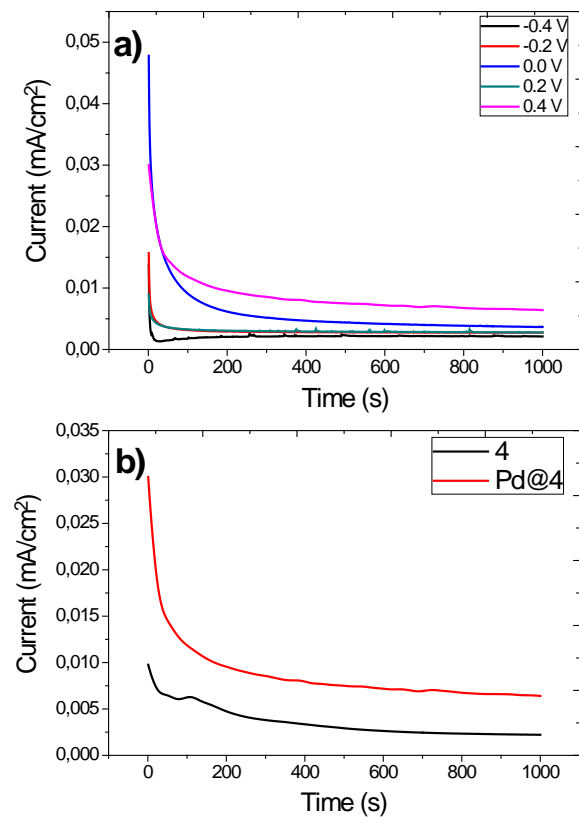 a)
-0.4 V
-0.2 V
0.0 V
0.2 V
0.4 V
0,05
0,04
0,03
0,02
0,01
0,00
Current (mA/cm²)
0 200 400 600 800 1000
Time (s)
b)
4
Pd@4
0,035
0,030
0,025
0,020
0,015
0,010
0,005
0,000
Current (mA/cm²)
0 200 400 600 800 1000
Time (s)